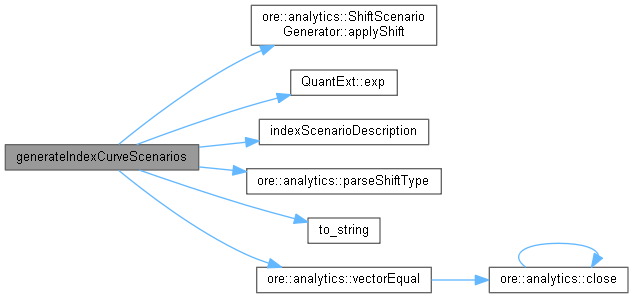 ore::analytics::ShiftScenario
Generator::applyShift
QuantExt::exp
indexScenarioDescription
generateIndexCurveScenarios
ore::analytics::parseShiftType
to_string
ore::analytics::vectorEqual
ore::analytics::close